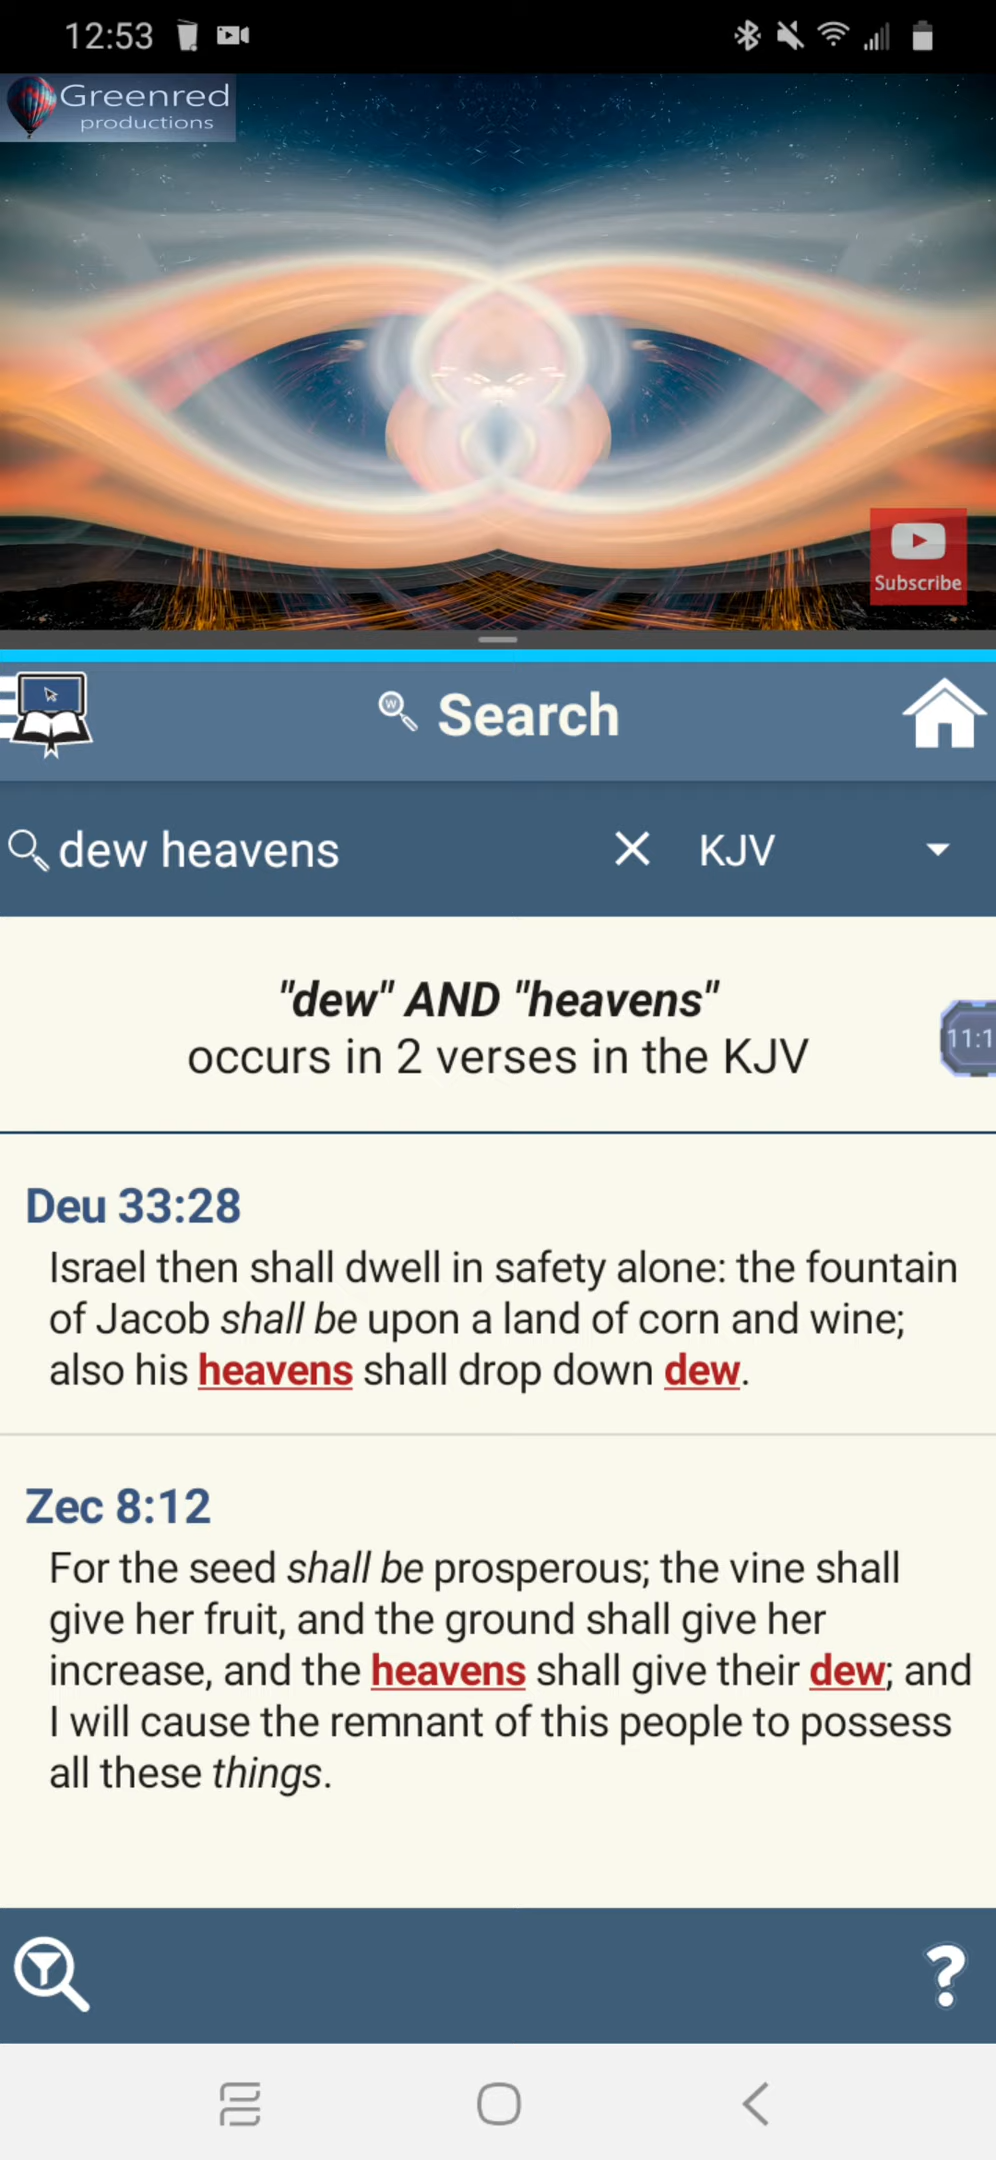 12:53
Greenred
productions
Subscribe
W
Search
dew heavens
KJV
"dew" AND "heavens"
occurs in 2 verses in the KJV
11:1
Deu 33:28
Israel then shall dwell in safety alone: the fountain
of Jacob shall be upon a land of corn and wine;
also his heavens shall drop down dew.
Zec 8:12
For the seed shall be prosperous; the vine shall
give her fruit, and the ground shall give her
increase, and the heavens shall give their dew; and
I will cause the remnant of this people to possess
all these things.
?